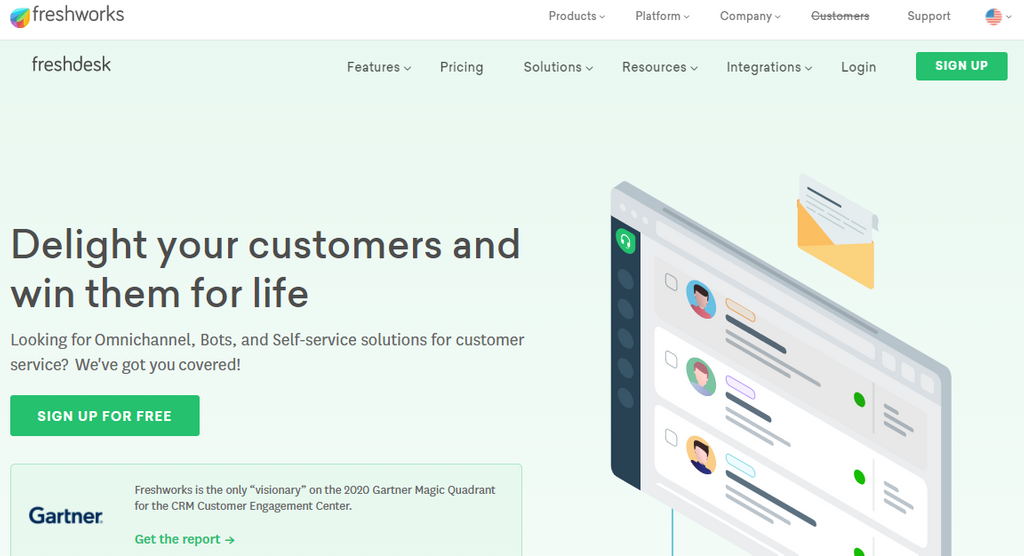 freshworks
Products Platform Company Customers Support
freshdesk
Features Pricing Solutions Resources Integrations Login SIGN UP
Delight your customers and
win them for life
Looking for Omnichannel, Bots, and Self-service solutions for customer
service? We've got you covered!
SIGN UP FOR FREE
Gartner
Freshworks is the only “visionary” on the 2020 Gartner Magic Quadrant
for the CRM Customer Engagement Center.
Get the report →